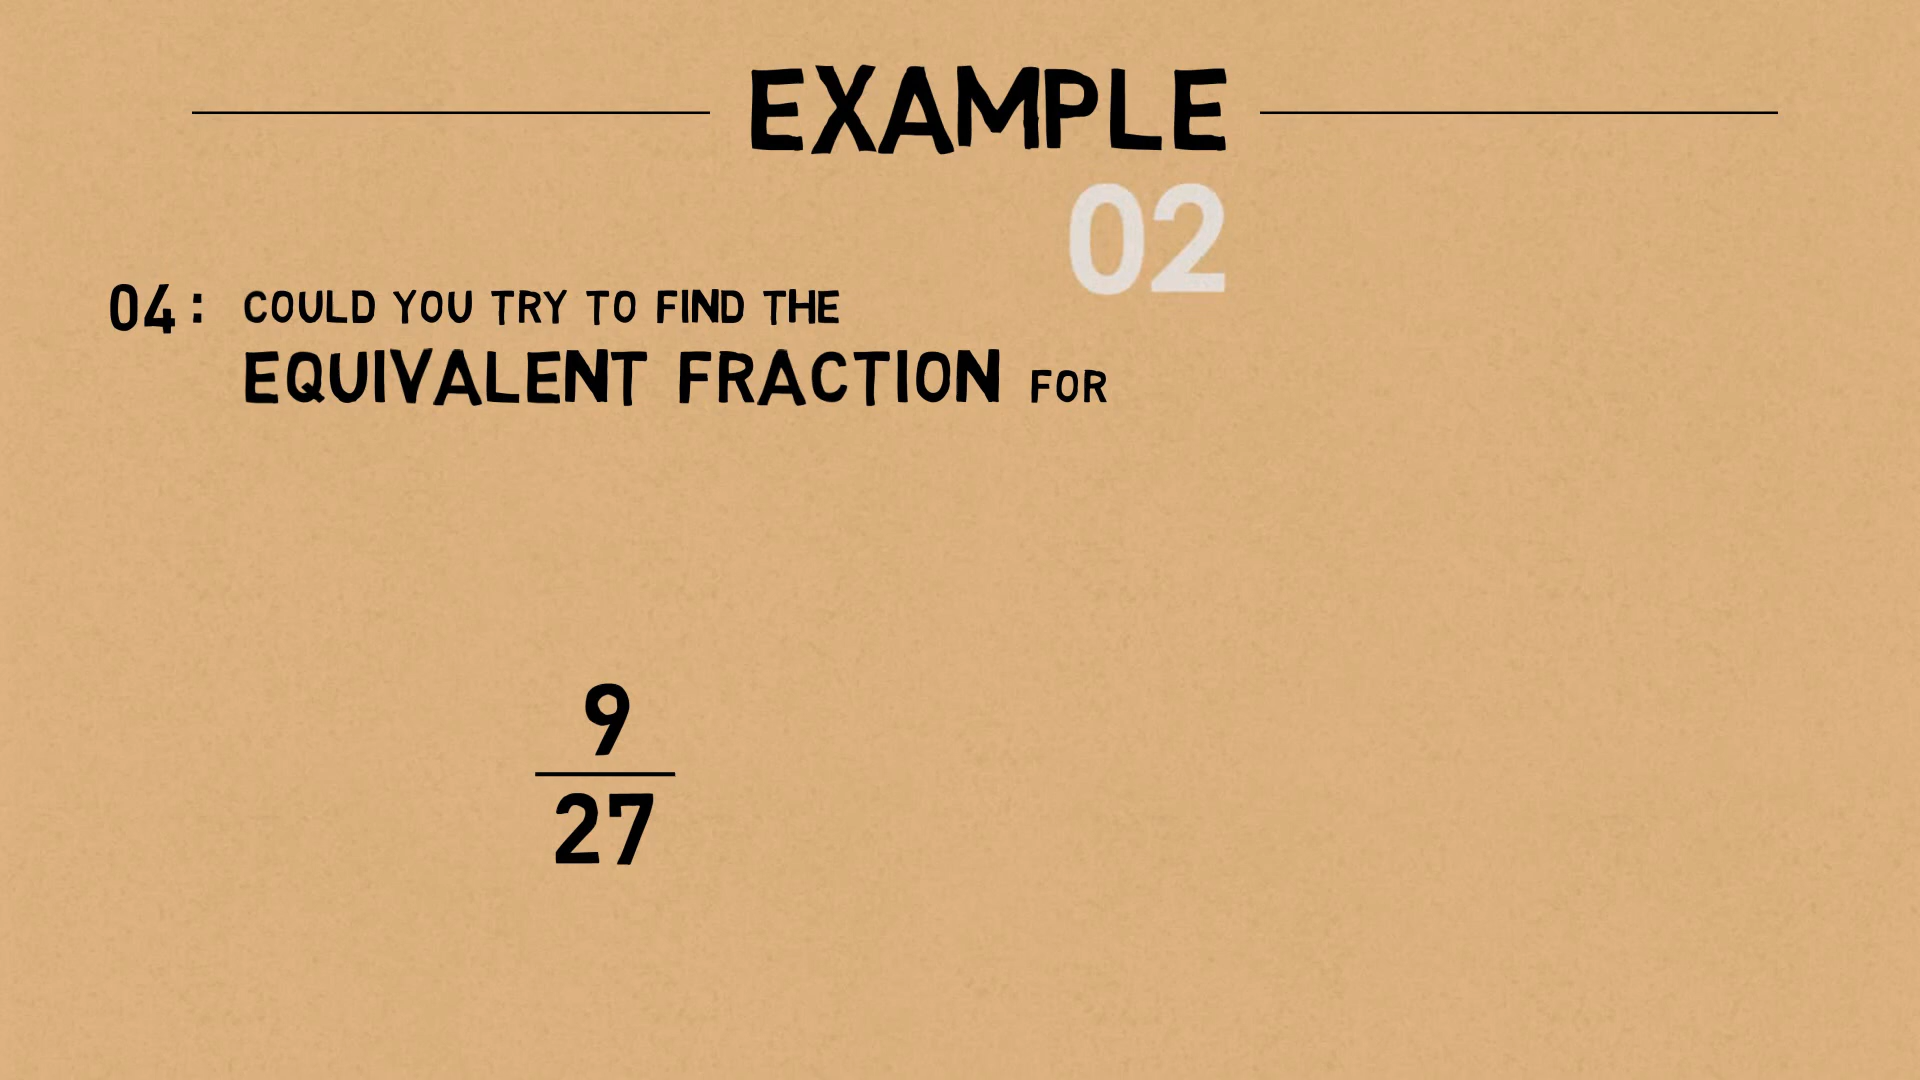 EXAMPLE
02
04: COULD YOU TRY TO FIND THE
EQUIVALENT FRACTION FOR
9
27